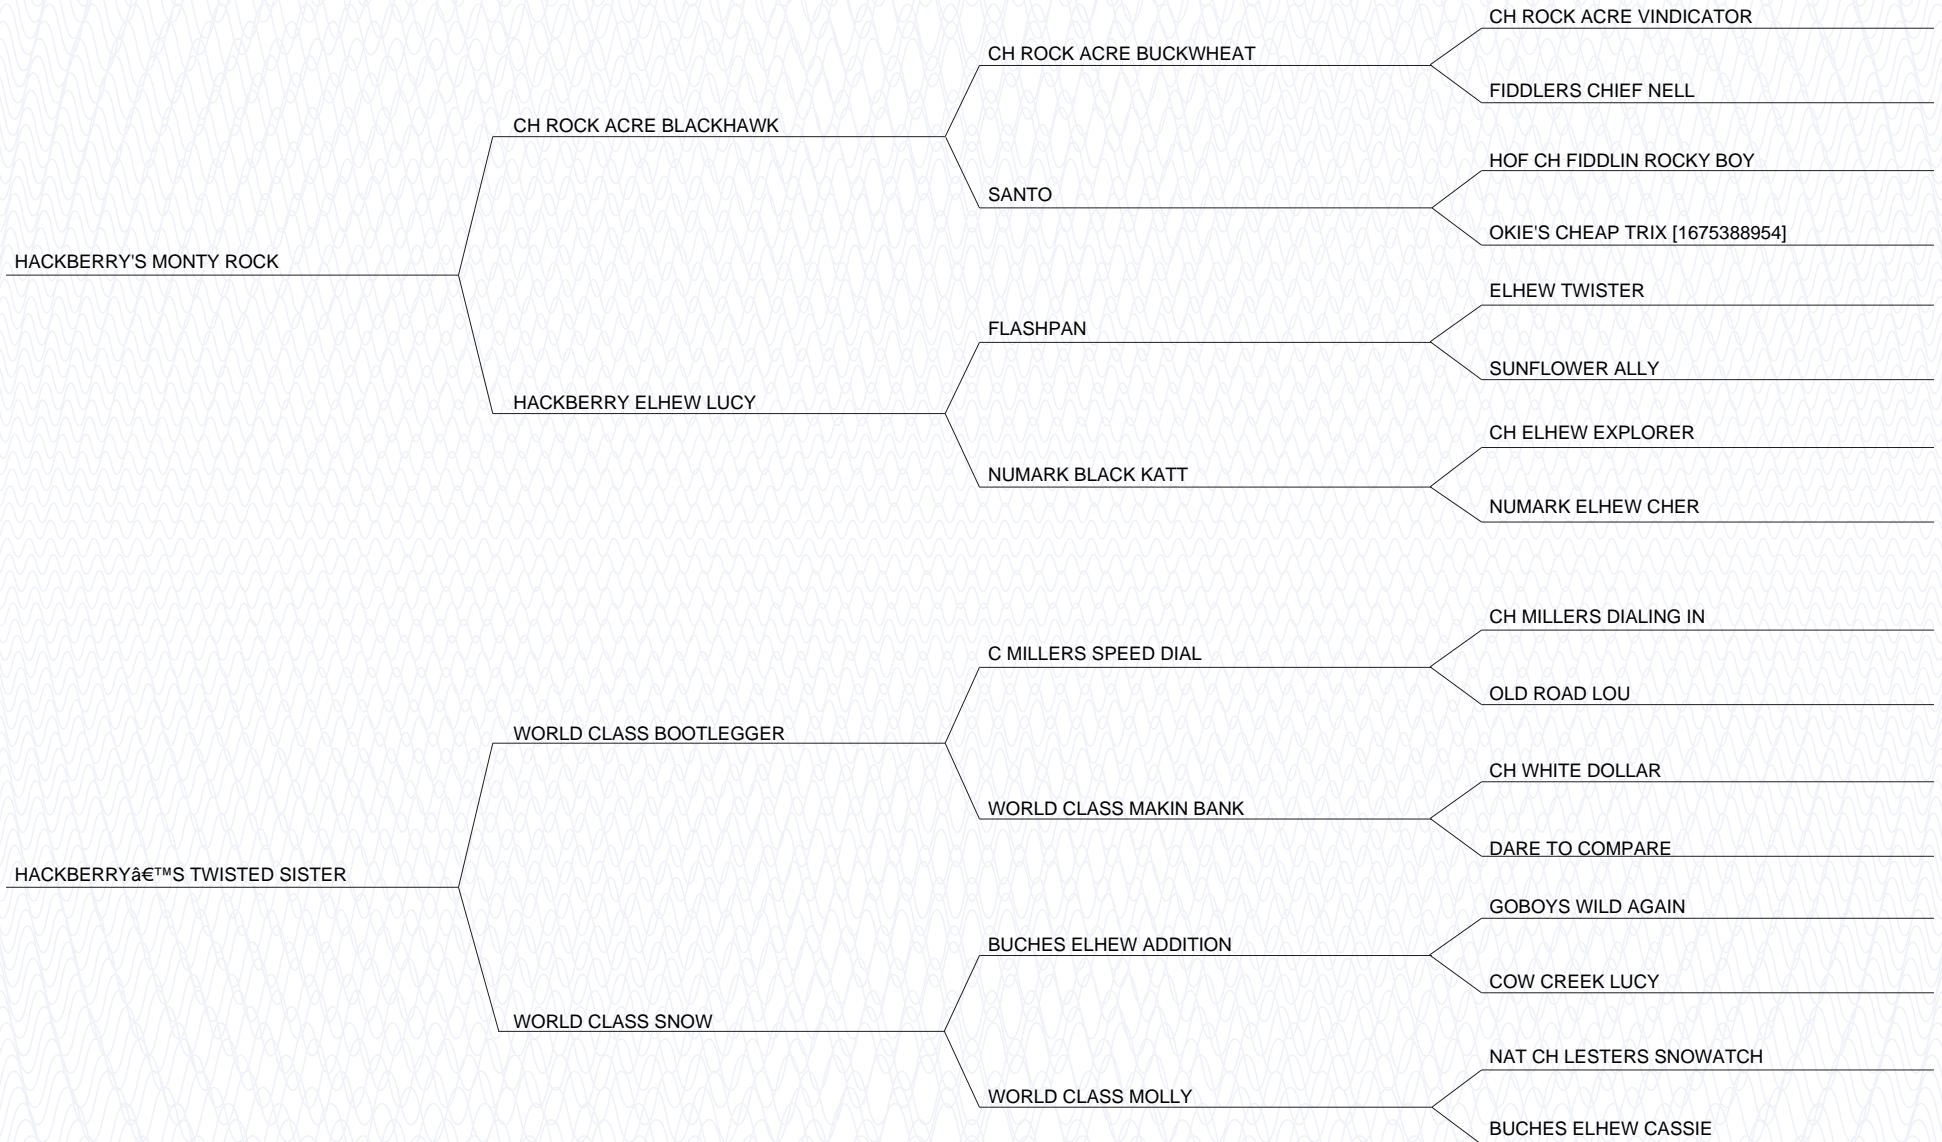 CH ROCK ACRE VINDICATOR
CH ROCK ACRE BUCKWHEAT
FIDDLERS CHIEF NELL
CH ROCK ACRE BLACKHAWK
HOF CH FIDDLIN ROCKY BOY
SANTO
OKIE'S CHEAP TRIX [1675388954]
HACKBERRY'S MONTY ROCK
ELHEW TWISTER
FLASHPAN
SUNFLOWER ALLY
HACKBERRY ELHEW LUCY
CH ELHEW EXPLORER
NUMARK BLACK KATT
NUMARK ELHEW CHER
CH MILLERS DIALING IN
C MILLERS SPEED DIAL
OLD ROAD LOU
WORLD CLASS BOOTLEGGER
CH WHITE DOLLAR
WORLD CLASS MAKIN BANK
DARE TO COMPARE
HACKBERRYâ€™S TWISTED SISTER
GOBOYS WILD AGAIN
BUCHES ELHEW ADDITION
COW CREEK LUCY
WORLD CLASS SNOW
NAT CH LESTERS SNOWATCH
WORLD CLASS MOLLY
BUCHES ELHEW CASSIE